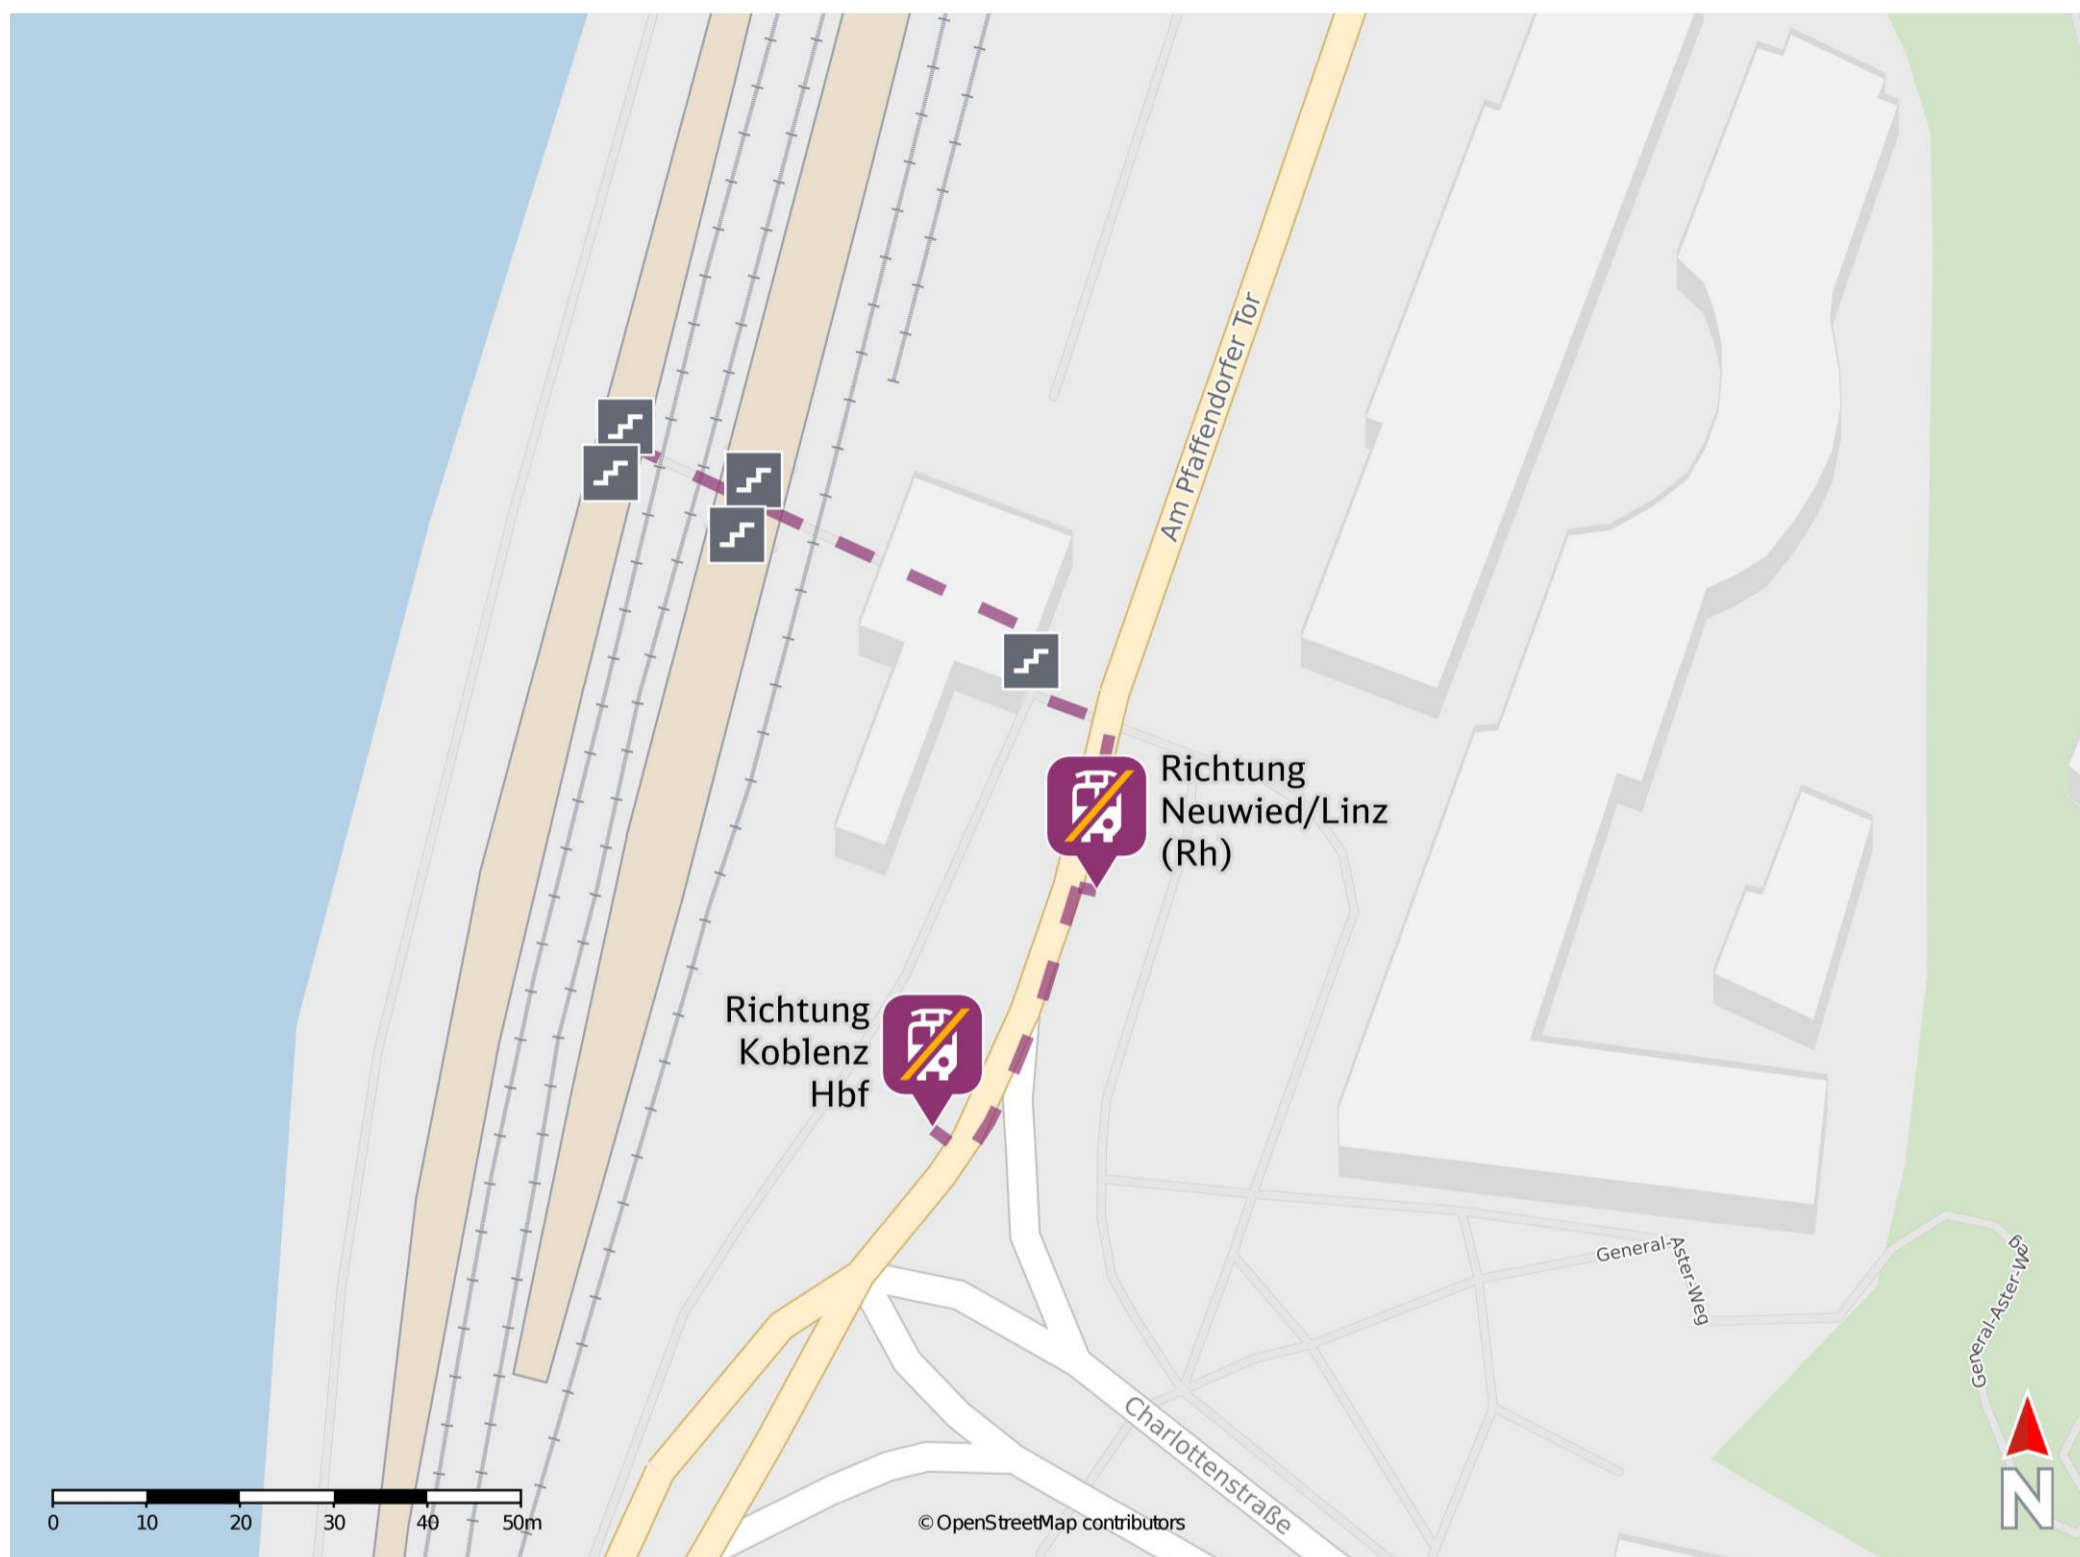 Am Pfaffendorfer Tor
Richtung
Neuwied/Linz
(Rh)
Richtung
Koblenz
Hbf
General-Aster-Weg
General-Aster-Weg
Charlottenstraße
0 10 20 30 40 50m
© OpenStreetMap contributors
N